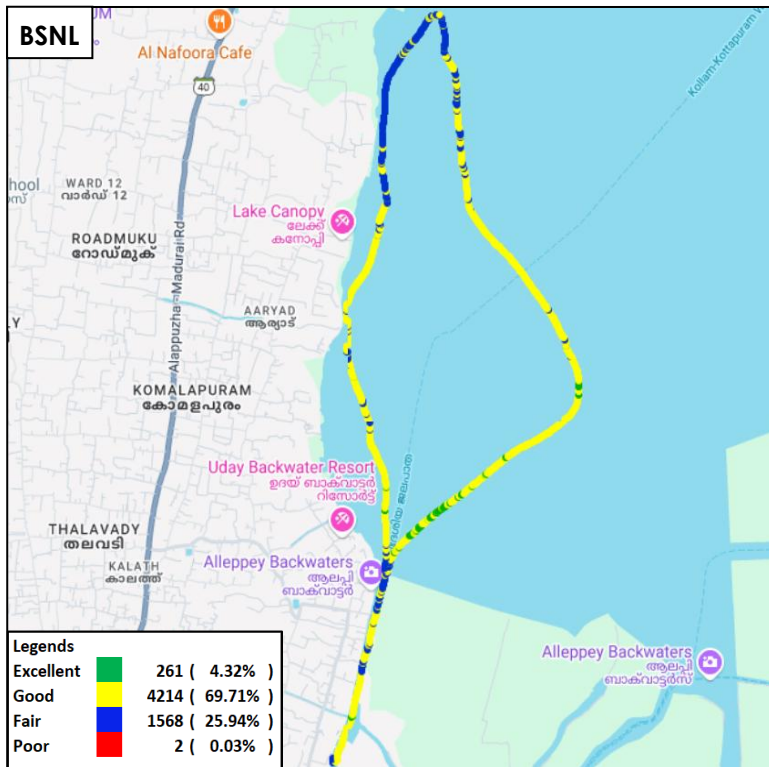 BSNL
UM
Al Nafoora Cafe
40
Kollam-Kottapuram W
hool
WARD 12
വാർഡ് 12
Lake Canopy
ലേക്ക്
കനോപ്പി
ROADMUKU
റോഡ്മുക്
Alappuzha - Madurai Rd
AARYAD
ആര്യാട്
LY
KOMALAPURAM
കോമളപുരം
Uday Backwater Resort
ഉദയ് ബാക്‌വാട്ടർ
റിസോർട്ട്
ശിയ ജലപാത
THALAVADY
തലവടി
KALATH
കാലത്ത്
Alleppey Backwaters
ആലപ്പി
ബാക്‌വാട്ടർ
Alleppey Backwaters
ആലപ്പി
ബാക്‌വാട്ടർസ്
Legends
Excellent 261 ( 4.32% )
Good 4214 ( 69.71% )
Fair 1568 ( 25.94% )
Poor 2 ( 0.03% )